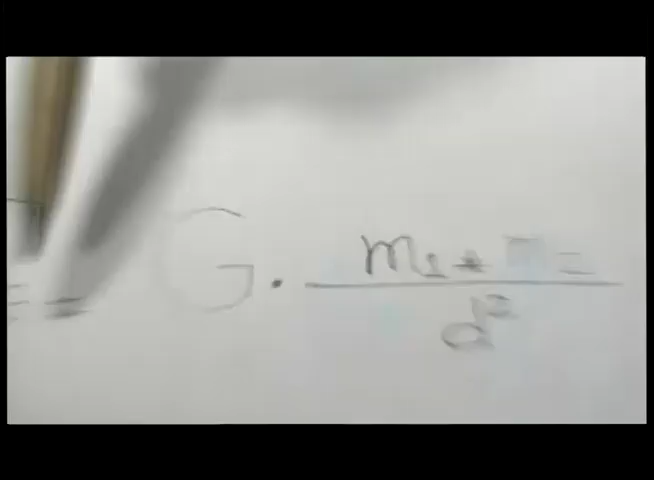 = G · m₁ * m₂
d²